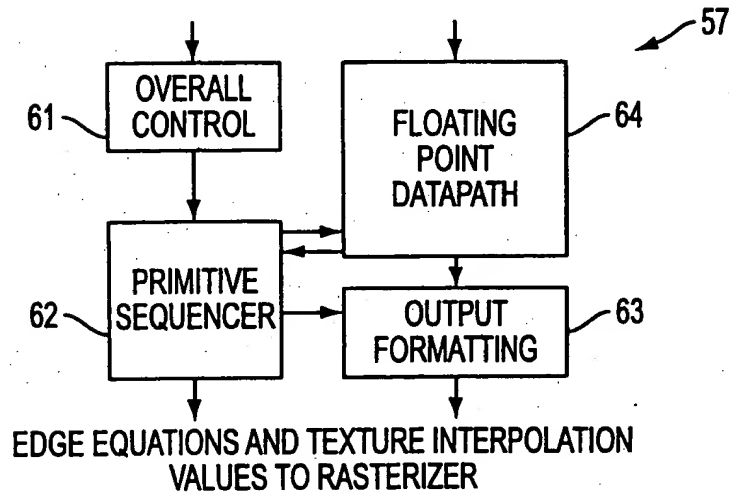 57
OVERALL
CONTROL
61
FLOATING
POINT
DATAPATH
64
PRIMITIVE
SEQUENCER
62
OUTPUT
FORMATTING
63
EDGE EQUATIONS AND TEXTURE INTERPOLATION
VALUES TO RASTERIZER